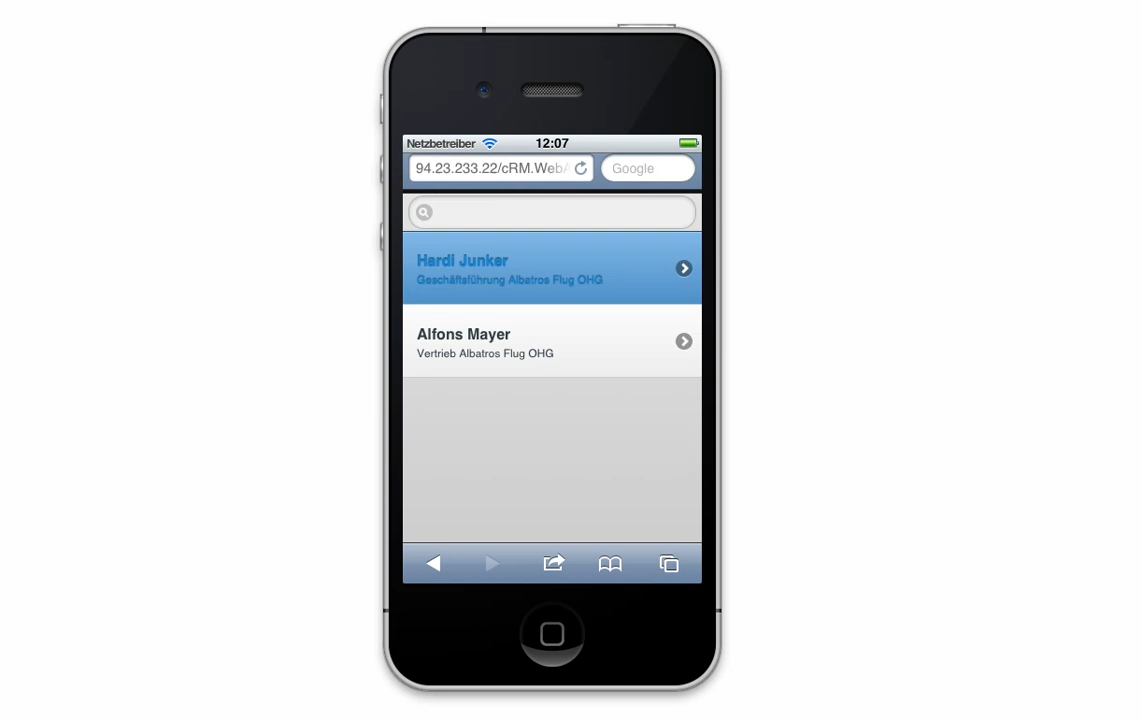 Netzbetreiber 12:07
94.23.233.22/cRM.WebA Google
Hardi Junker
Geschäftsführung Albatros Flug OHG
Alfons Mayer
Vertrieb Albatros Flug OHG